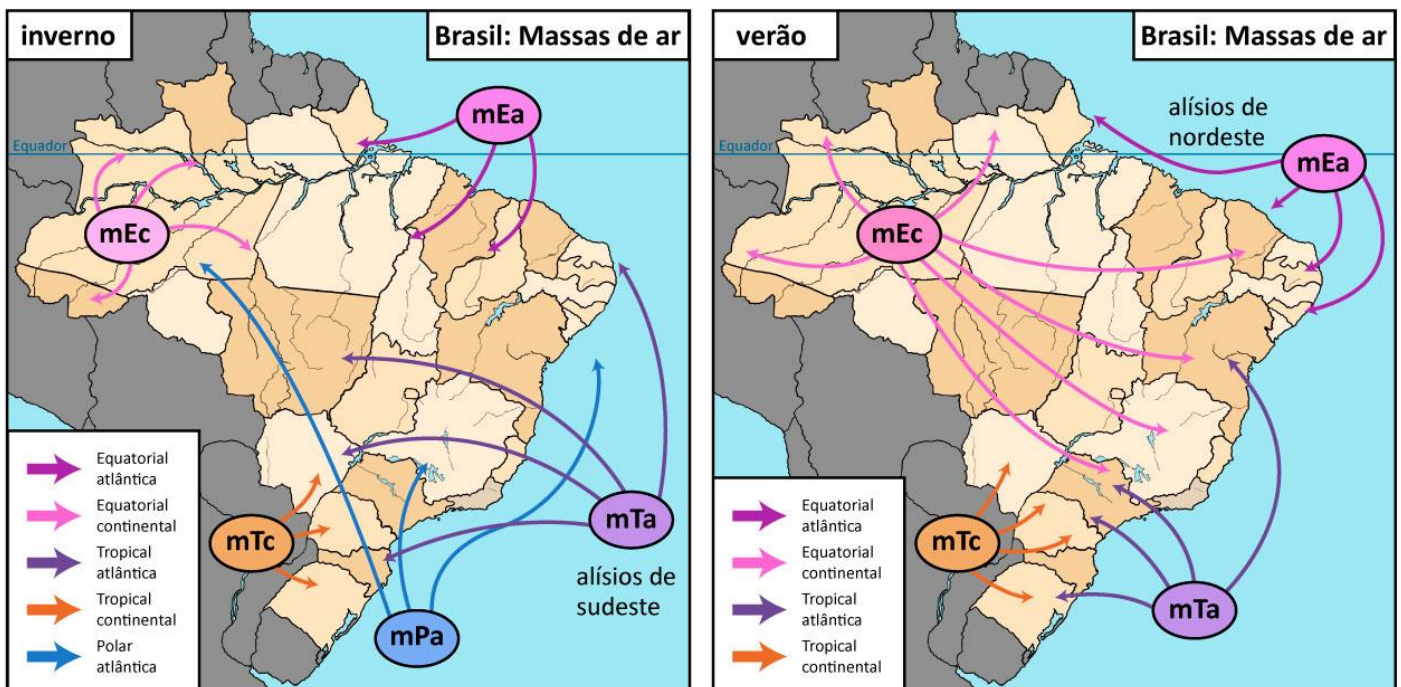 inverno
Brasil: Massas de ar
mEa
Equador
mEc
mTa
mTc
alísios de
sudeste
mPa
Equatorial
atlântica
Equatorial
continental
Tropical
atlântica
Tropical
continental
Polar
atlântica
verão
Brasil: Massas de ar
alísios de
nordeste
Equador
mEa
mEc
mTc
mTa
Equatorial
atlântica
Equatorial
continental
Tropical
atlântica
Tropical
continental